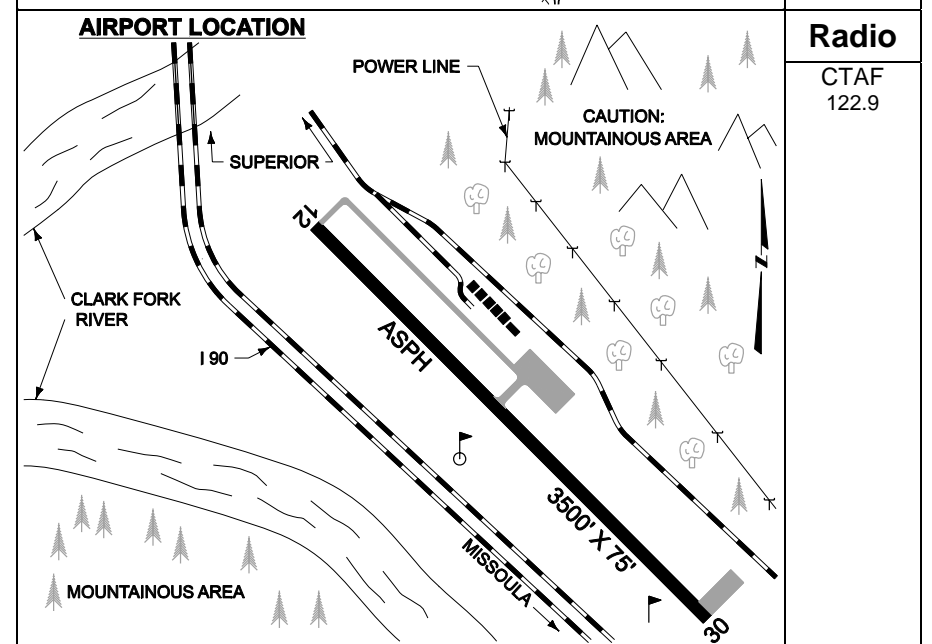 AIRPORT LOCATION
Radio
CTAF
122.9
POWER LINE
CAUTION:
MOUNTAINOUS AREA
SUPERIOR
12
N
CLARK FORK
RIVER
I 90
ASPH
3500' X 75'
MISSOULA
MOUNTAINOUS AREA
30